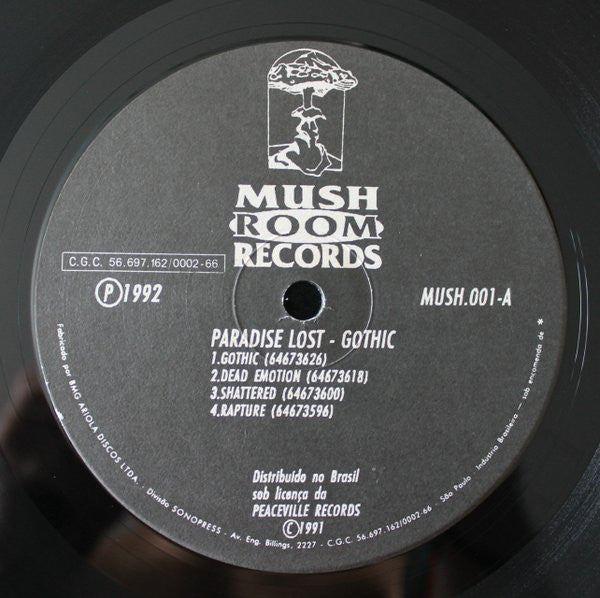 MUSH
ROOM
RECORDS
C.G.C. 56.697.162/0002-66
Ⓟ1992
MUSH.001-A
PARADISE LOST - GOTHIC
1.GOTHIC (64673626)
2.DEAD EMOTION (64673618)
3.SHATTERED (64673600)
4.RAPTURE (64673596)
Distribuído no Brasil
sob licença da
PEACEVILLE RECORDS
©1991
Fabricado por BMG ARIOLA DISCOS LTDA. - Divisão SONOPRESS - Av. Eng. Billings, 2227 - C.G.C. 56.697.162/0002.66 - São Paulo - Indústria Brasileira - sob encomenda de *